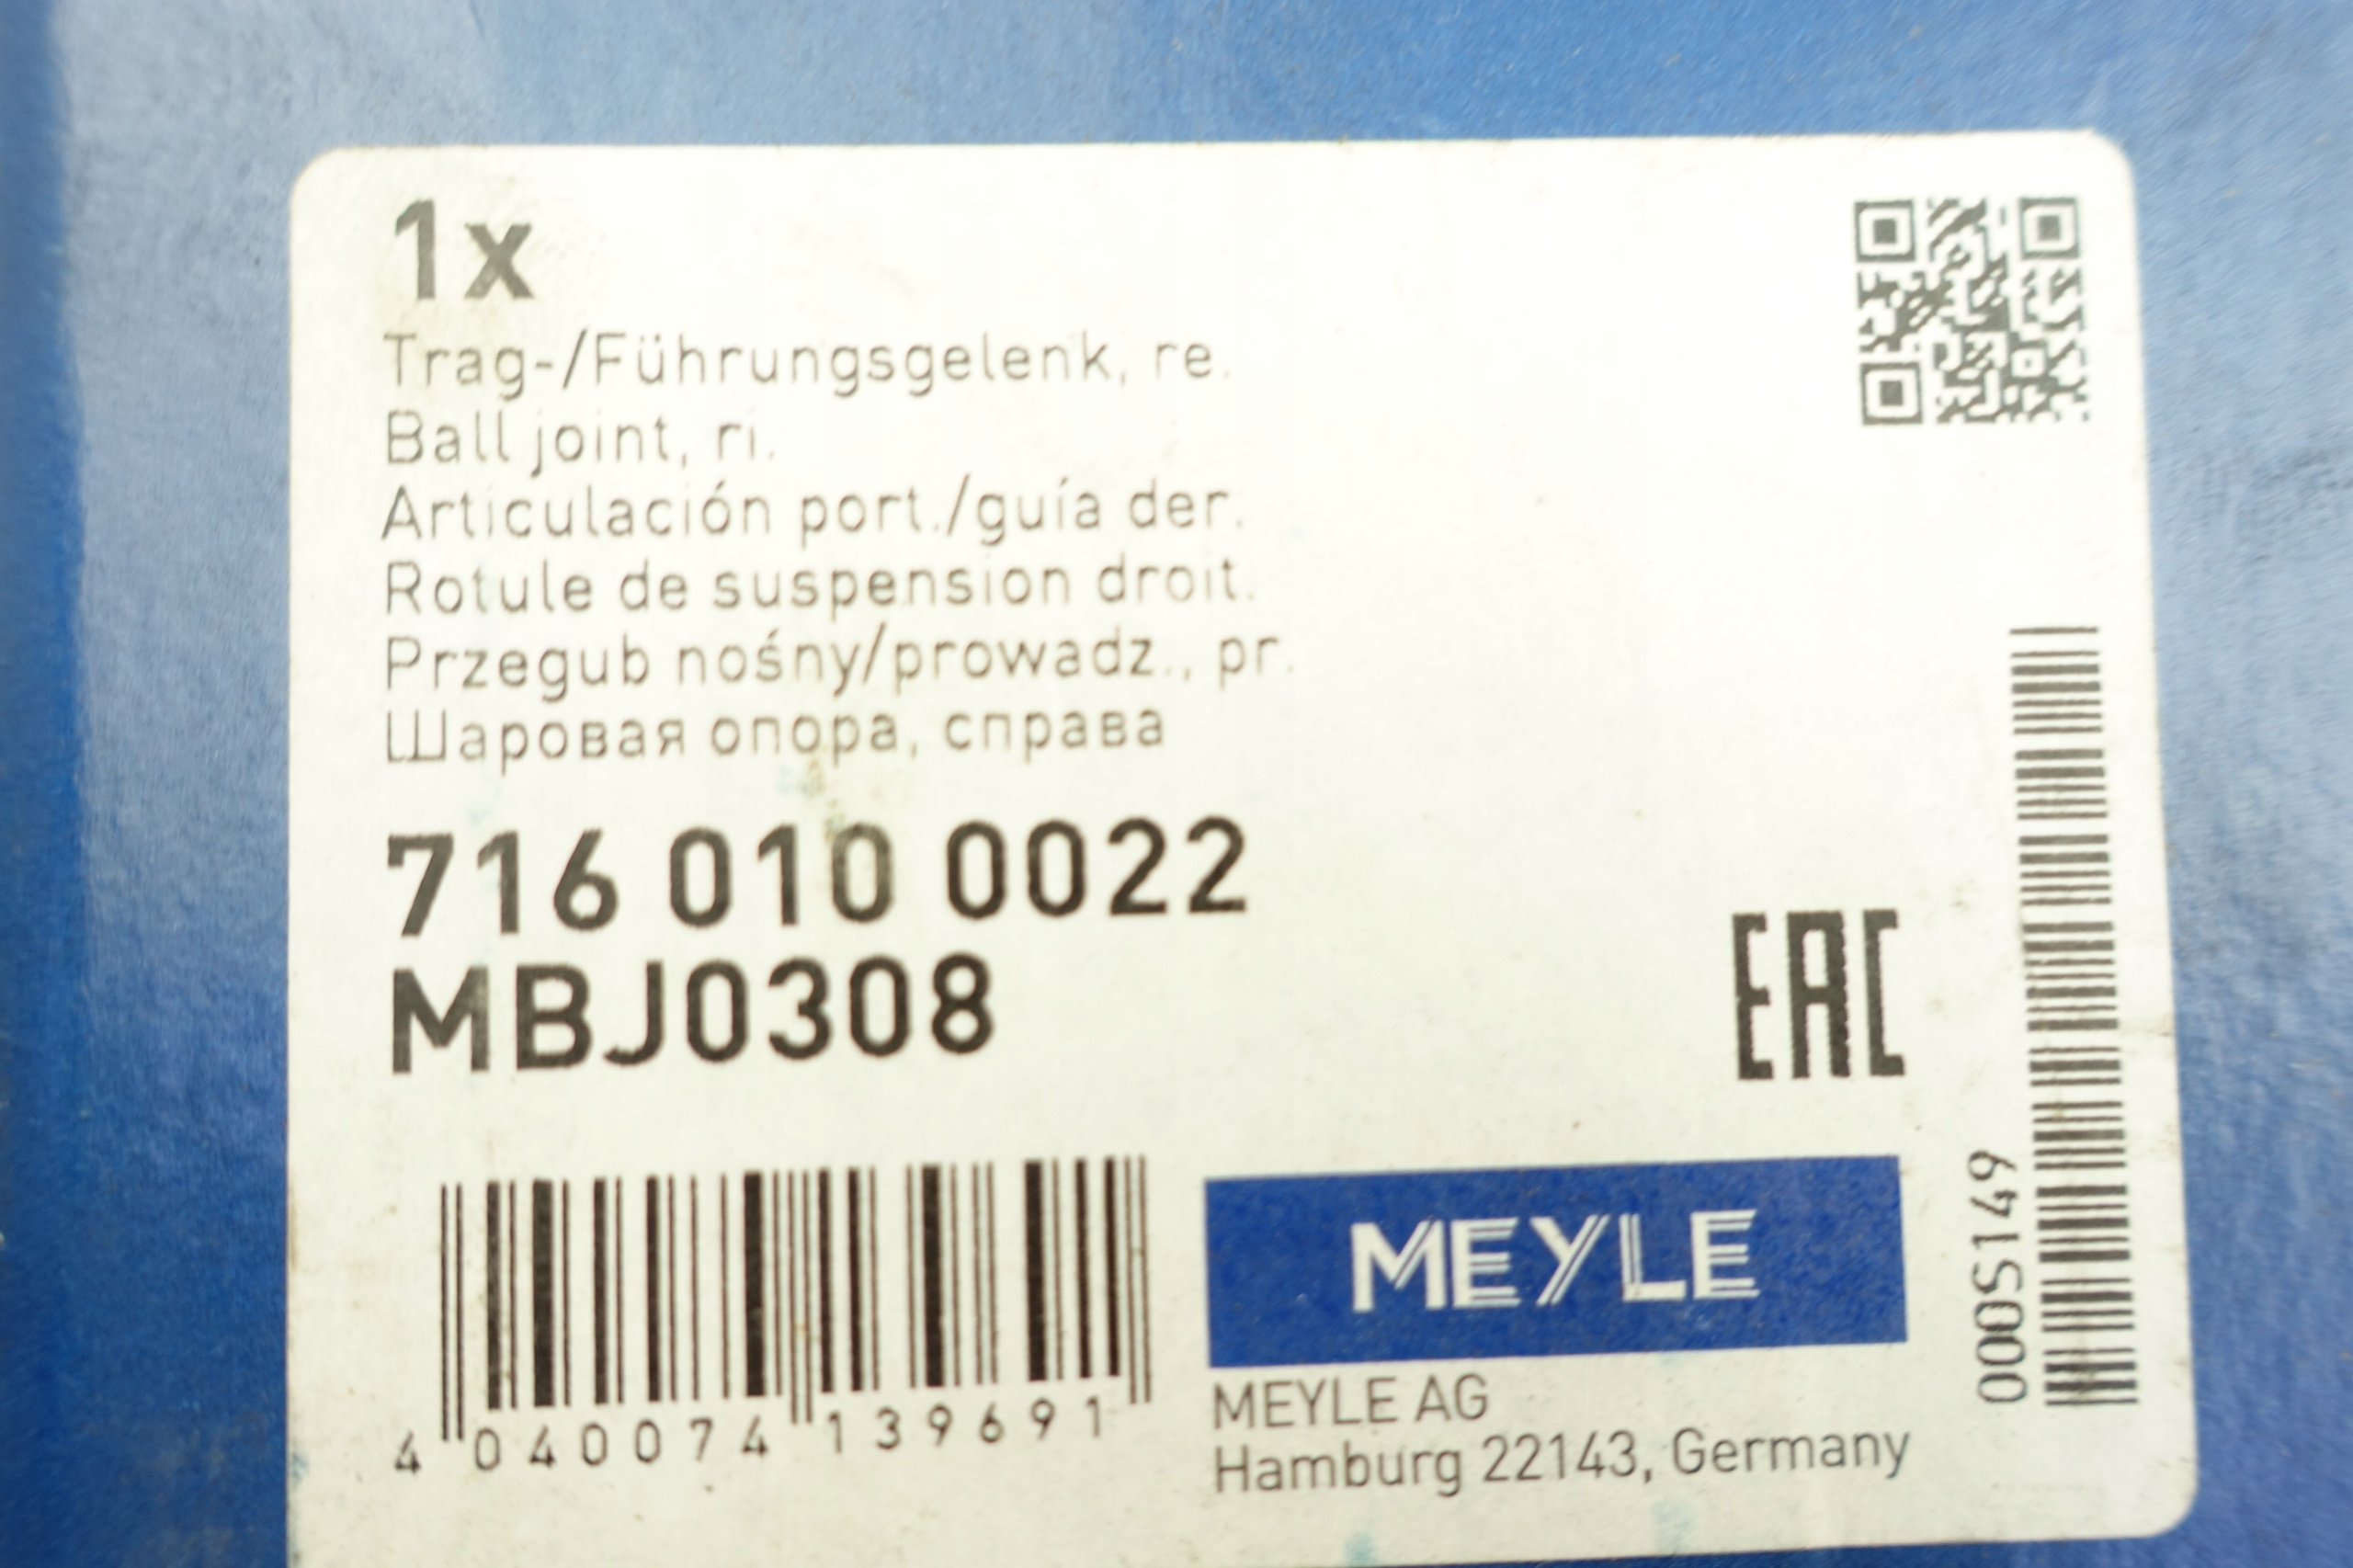 1x
Trag-/Führungsgelenk, re.
Ball joint, ri.
Articulación port./guía der.
Rotule de suspension droit.
Przegub nośny/prowadz., pr.
Шаровая опора, справа
716 010 0022
MBJ0308
EAC
4 040074 139691
MEYLE
MEYLE AG
Hamburg 22143, Germany
000S149